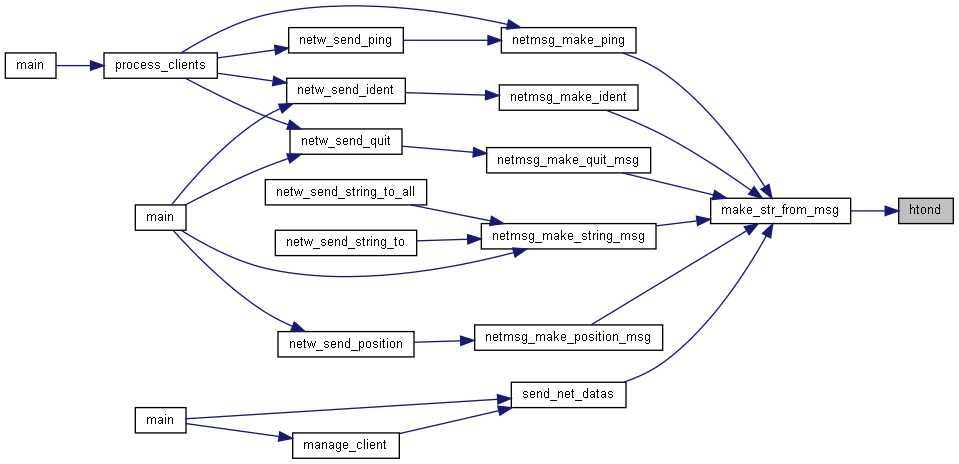 netw_send_ping
netmsg_make_ping
main
process_clients
netw_send_ident
netmsg_make_ident
netw_send_quit
netmsg_make_quit_msg
netw_send_string_to_all
main
make_str_from_msg
htond
netw_send_string_to
netmsg_make_string_msg
netw_send_position
netmsg_make_position_msg
send_net_datas
main
manage_client